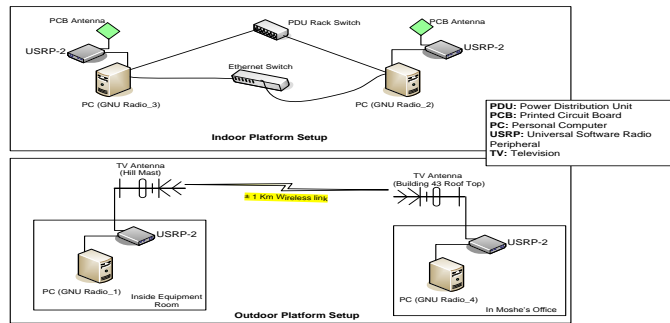 PCB Antenna
PDU Rack Switch
PCB Antenna
USRP-2
USRP-2
Ethernet Switch
PC (GNU Radio_3)
PC (GNU Radio_2)
Indoor Platform Setup
PDU: Power Distribution Unit
PCB: Printed Circuit Board
PC: Personal Computer
USRP: Universal Software Radio
Peripheral
TV: Television
TV Antenna
(Hill Mast)
TV Antenna
(Building 43 Roof Top)
± 1 Km Wireless link
USRP-2
USRP-2
PC (GNU Radio_1)
Inside Equipment
Room
PC (GNU Radio_4)
In Moshe's Office
Outdoor Platform Setup